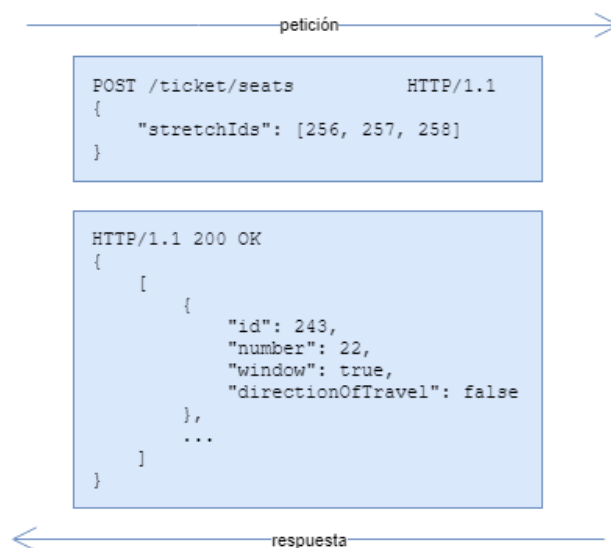 petición
POST /ticket/seats HTTP/1.1
{
    "stretchIds": [256, 257, 258]
}
HTTP/1.1 200 OK
{
    [
        {
            "id": 243,
            "number": 22,
            "window": true,
            "directionOfTravel": false
        },
        ...
    ]
}
respuesta